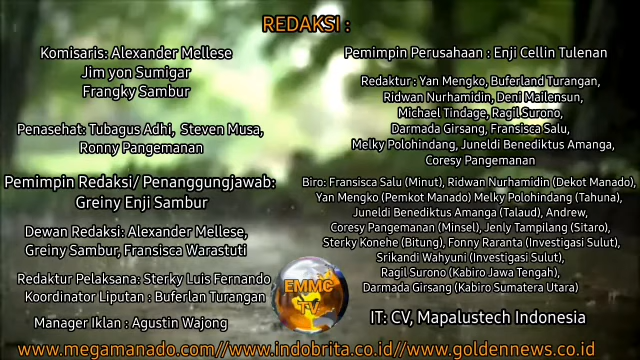 REDAKSI :
Komisaris: Alexander Mellese
Jim yon Sumigar
Frangky Sambur
Penasehat: Tubagus Adhi, Steven Musa,
Ronny Pangemanan
Pemimpin Redaksi/ Penanggungjawab:
Greiny Enji Sambur
Dewan Redaksi: Alexander Mellese,
Greiny Sambur, Fransisca Warastuti
Redaktur Pelaksana: Sterky Luis Fernando
Koordinator Liputan : Buferlan Turangan
Manager Iklan : Agustin Wajong
Pemimpin Perusahaan : Enji Cellin Tulenan
Redaktur : Yan Mengko, Buferland Turangan,
Ridwan Nurhamidin, Deni Mailensun,
Michael Tindage, Ragil Surono,
Darmada Girsang, Fransisca Salu,
Melky Polohindang, Juneldi Benediktus Amanga,
Coresy Pangemanan
Biro: Fransisca Salu (Minut), Ridwan Nurhamidin (Dekot Manado),
Yan Mengko (Pemkot Manado) Melky Polohindang (Tahuna),
Juneldi Benediktus Amanga (Talaud), Andrew,
Coresy Pangemanan (Minsel), Jenly Tampilang (Sitaro),
Sterky Konehe (Bitung), Fonny Raranta (Investigasi Sulut),
Srikandi Wahyuni (Investigasi Sulut),
Ragil Surono (Kabiro Jawa Tengah),
Darmada Girsang (Kabiro Sumatera Utara)
EMMC
TV
IT: CV, Mapalustech Indonesia
www.megamanado.com//www.indobrita.co.id//www.goldennews.co.id